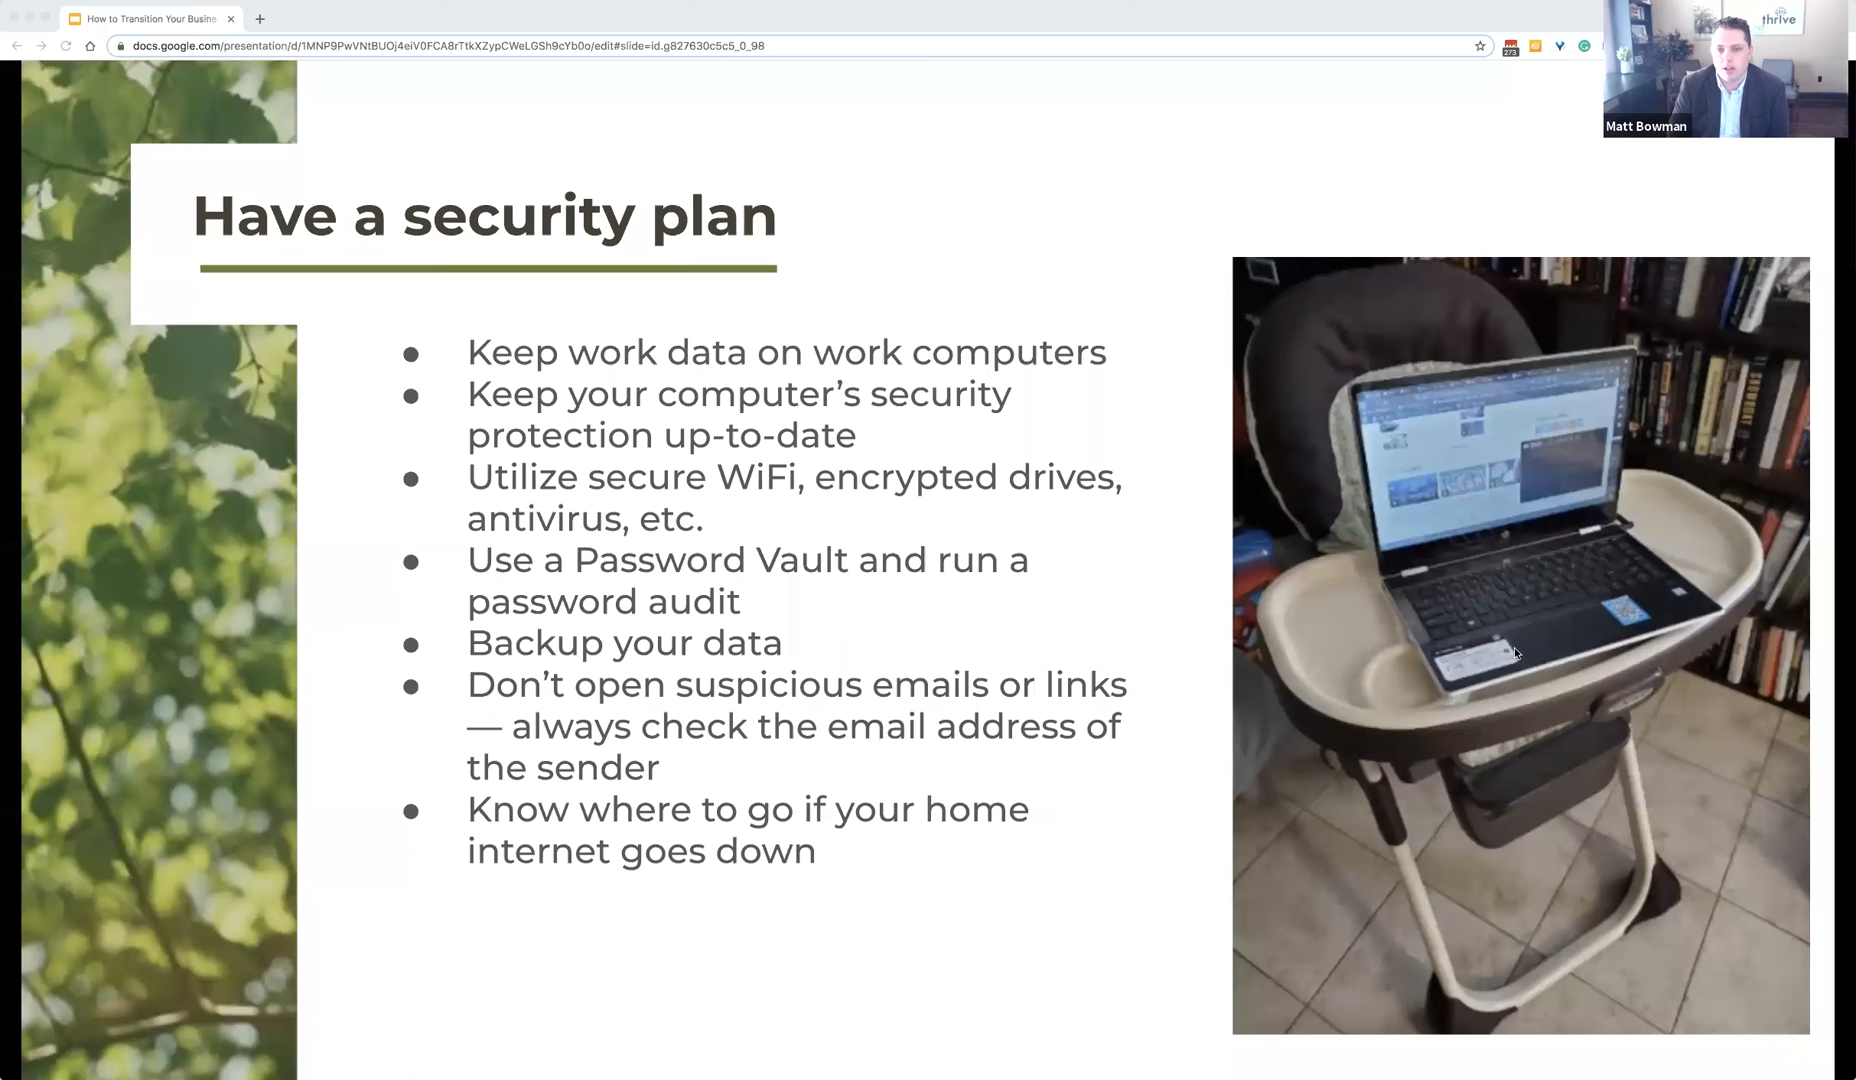 How to Transition Your Busine
docs.google.com/presentation/d/1MNP9PwVNtBUOj4eiV0FCA8rTtkXZypCWeLGSh9cYb0o/edit#slide=id.g827630c5c5_0_98
273
thrive
Matt Bowman
Have a security plan
● Keep work data on work computers
● Keep your computer’s security
protection up-to-date
● Utilize secure WiFi, encrypted drives,
antivirus, etc.
● Use a Password Vault and run a
password audit
● Backup your data
● Don’t open suspicious emails or links
— always check the email address of
the sender
● Know where to go if your home
internet goes down